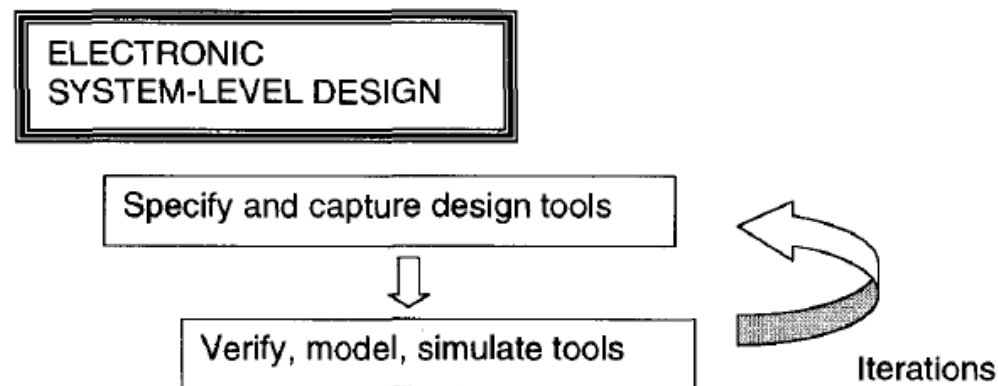 ELECTRONIC
SYSTEM-LEVEL DESIGN
Specify and capture design tools
Verify, model, simulate tools
Iterations